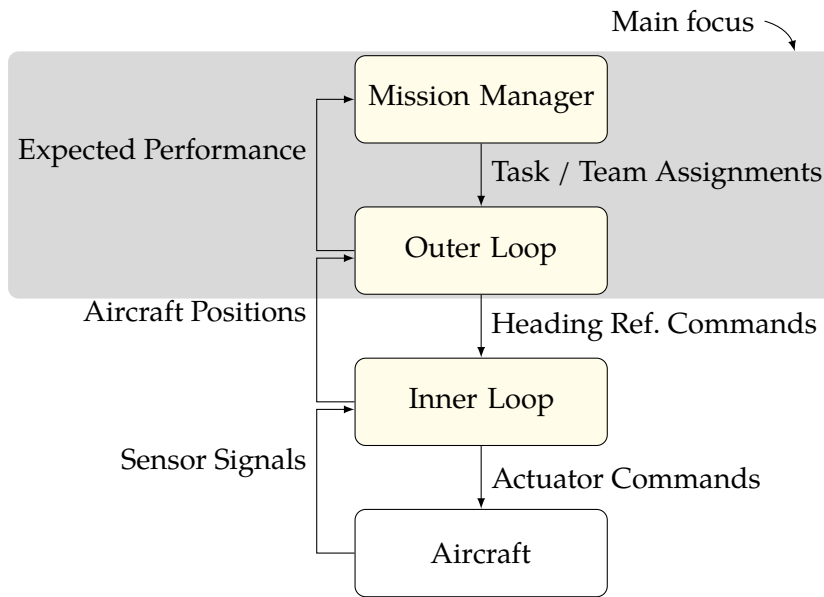 Main focus
Mission Manager
Expected Performance
Task / Team Assignments
Outer Loop
Aircraft Positions
Heading Ref. Commands
Inner Loop
Sensor Signals
Actuator Commands
Aircraft